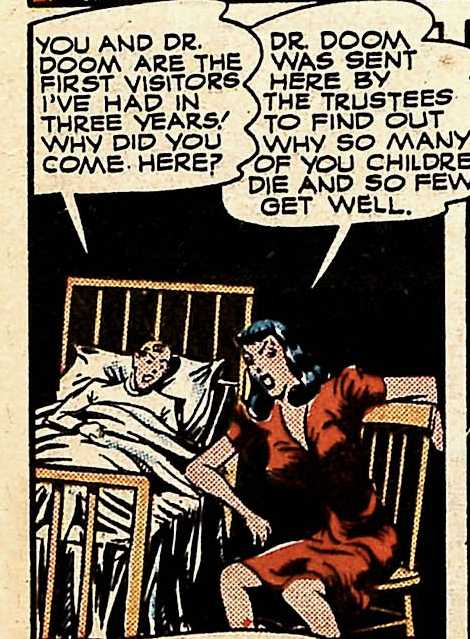 YOU AND DR.
DOOM ARE THE
FIRST VISITORS
I'VE HAD IN
THREE YEARS!
WHY DID YOU
COME HERE?
DR. DOOM
WAS SENT
HERE BY
THE TRUSTEES
TO FIND OUT
WHY SO MANY
OF YOU CHILDRE
DIE AND SO FEW
GET WELL.